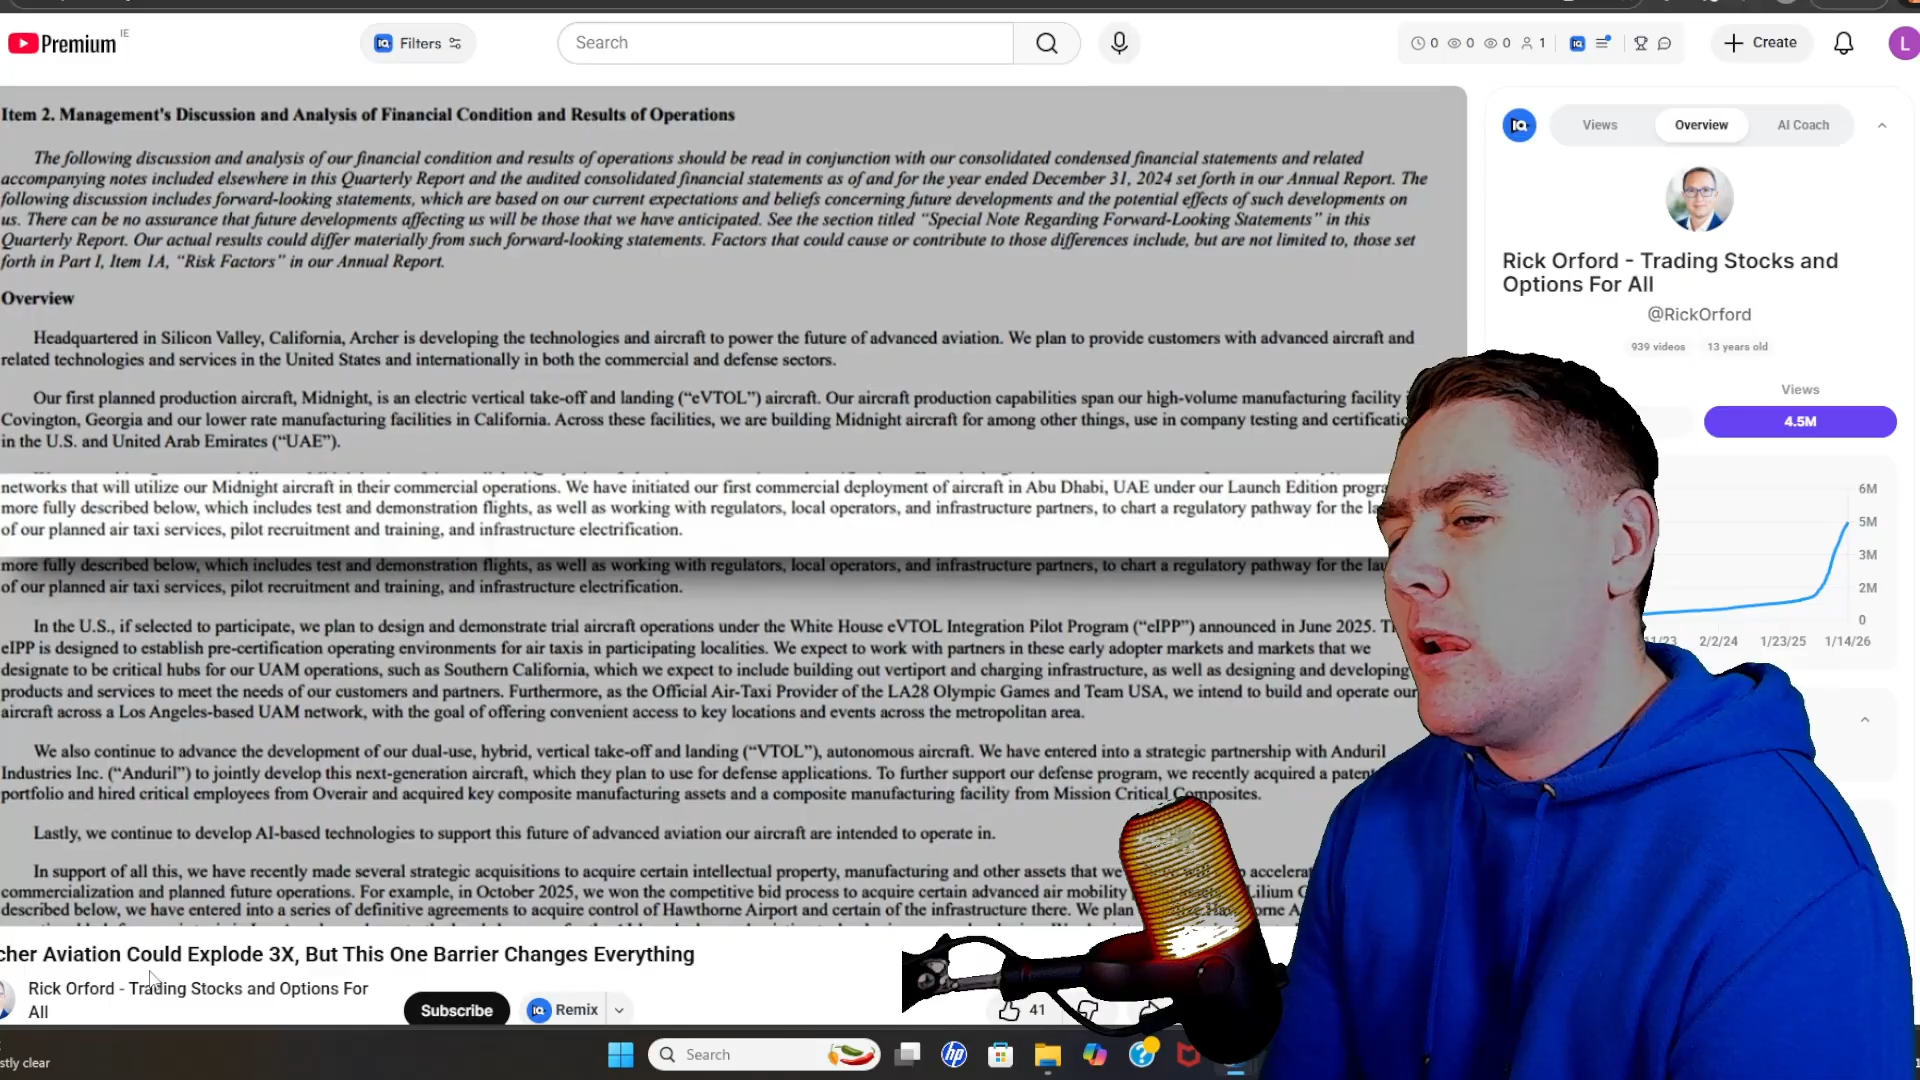 Premium IE
Filters
Search
0 0 0 1
Create
L
Item 2. Management's Discussion and Analysis of Financial Condition and Results of Operations
The following discussion and analysis of our financial condition and results of operations should be read in conjunction with our consolidated condensed financial statements and related
accompanying notes included elsewhere in this Quarterly Report and the audited consolidated financial statements as of and for the year ended December 31, 2024 set forth in our Annual Report. The
following discussion includes forward-looking statements, which are based on our current expectations and beliefs concerning future developments and the potential effects of such developments on
us. There can be no assurance that future developments affecting us will be those that we have anticipated. See the section titled “Special Note Regarding Forward-Looking Statements” in this
Quarterly Report. Our actual results could differ materially from such forward-looking statements. Factors that could cause or contribute to those differences include, but are not limited to, those set
forth in Part I, Item 1A, “Risk Factors” in our Annual Report.
Overview
Headquartered in Silicon Valley, California, Archer is developing the technologies and aircraft to power the future of advanced aviation. We plan to provide customers with advanced aircraft and
related technologies and services in the United States and internationally in both the commercial and defense sectors.
Our first planned production aircraft, Midnight, is an electric vertical take-off and landing (“eVTOL”) aircraft. Our aircraft production capabilities span our high-volume manufacturing facility
Covington, Georgia and our lower rate manufacturing facilities in California. Across these facilities, we are building Midnight aircraft for among other things, use in company testing and certificatio
in the U.S. and United Arab Emirates (“UAE”).
networks that will utilize our Midnight aircraft in their commercial operations. We have initiated our first commercial deployment of aircraft in Abu Dhabi, UAE under our Launch Edition progra
more fully described below, which includes test and demonstration flights, as well as working with regulators, local operators, and infrastructure partners, to chart a regulatory pathway for the la
of our planned air taxi services, pilot recruitment and training, and infrastructure electrification.
more fully described below, which includes test and demonstration flights, as well as working with regulators, local operators, and infrastructure partners, to chart a regulatory pathway for the lau
of our planned air taxi services, pilot recruitment and training, and infrastructure electrification.
In the U.S., if selected to participate, we plan to design and demonstrate trial aircraft operations under the White House eVTOL Integration Pilot Program (“eIPP”) announced in June 2025. T
eIPP is designed to establish pre-certification operating environments for air taxis in participating localities. We expect to work with partners in these early adopter markets and markets that we
designate to be critical hubs for our UAM operations, such as Southern California, which we expect to include building out vertiport and charging infrastructure, as well as designing and developing
products and services to meet the needs of our customers and partners. Furthermore, as the Official Air-Taxi Provider of the LA28 Olympic Games and Team USA, we intend to build and operate our
aircraft across a Los Angeles-based UAM network, with the goal of offering convenient access to key locations and events across the metropolitan area.
We also continue to advance the development of our dual-use, hybrid, vertical take-off and landing (“VTOL”), autonomous aircraft. We have entered into a strategic partnership with Anduril
Industries Inc. (“Anduril”) to jointly develop this next-generation aircraft, which they plan to use for defense applications. To further support our defense program, we recently acquired a paten
portfolio and hired critical employees from Overair and acquired key composite manufacturing assets and a composite manufacturing facility from Mission Critical Composites.
Lastly, we continue to develop AI-based technologies to support this future of advanced aviation our aircraft are intended to operate in.
In support of all this, we have recently made several strategic acquisitions to acquire certain intellectual property, manufacturing and other assets that we accelerat
commercialization and planned future operations. For example, in October 2025, we won the competitive bid process to acquire certain advanced air mobility Lilium G
described below, we have entered into a series of definitive agreements to acquire control of Hawthorne Airport and certain of the infrastructure there. We plan
cher Aviation Could Explode 3X, But This One Barrier Changes Everything
Rick Orford - Trading Stocks and Options For
All
Subscribe
Remix
41
Views
Overview
AI Coach
Rick Orford - Trading Stocks and
Options For All
@RickOrford
939 videos 13 years old
Views
4.5M
6M
5M
3M
2M
0
11/23 2/2/24 1/23/25 1/14/26
stly clear
Search
hp